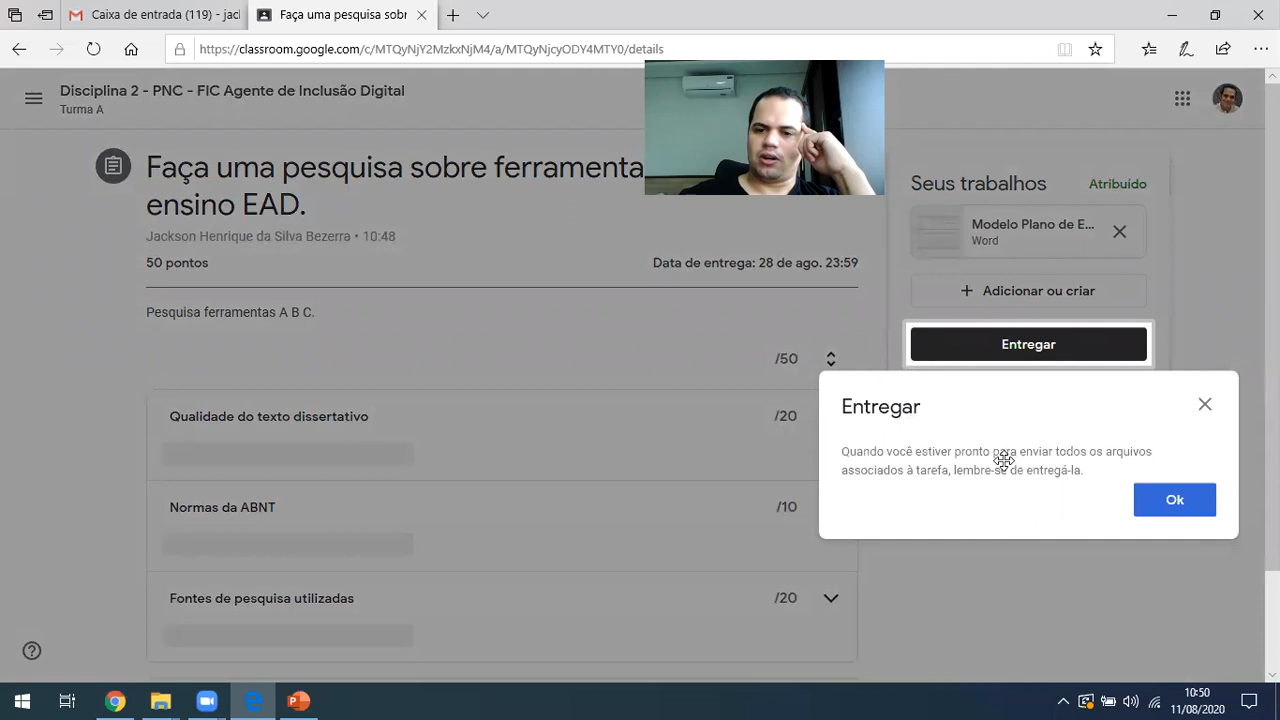 Caixa de entrada (119) - jac
Faça uma pesquisa sobr
https://classroom.google.com/c/MTQyNjY2MzkxNjM4/a/MTQyNjcyODY4MTY0/details
Disciplina 2 - PNC - FIC Agente de Inclusão Digital
Turma A
Faça uma pesquisa sobre ferramenta
ensino EAD.
Jackson Henrique da Silva Bezerra • 10:48
50 pontos
Data de entrega: 28 de ago. 23:59
Pesquisa ferramentas A B C.
/50
Qualidade do texto dissertativo
/20
Normas da ABNT
/10
Fontes de pesquisa utilizadas
/20
Seus trabalhos
Atribuído
Modelo Plano de E...
Word
+ Adicionar ou criar
Entregar
Entregar
Quando você estiver pronto para enviar todos os arquivos
associados à tarefa, lembre-se de entregá-la.
Ok
10:50
11/08/2020